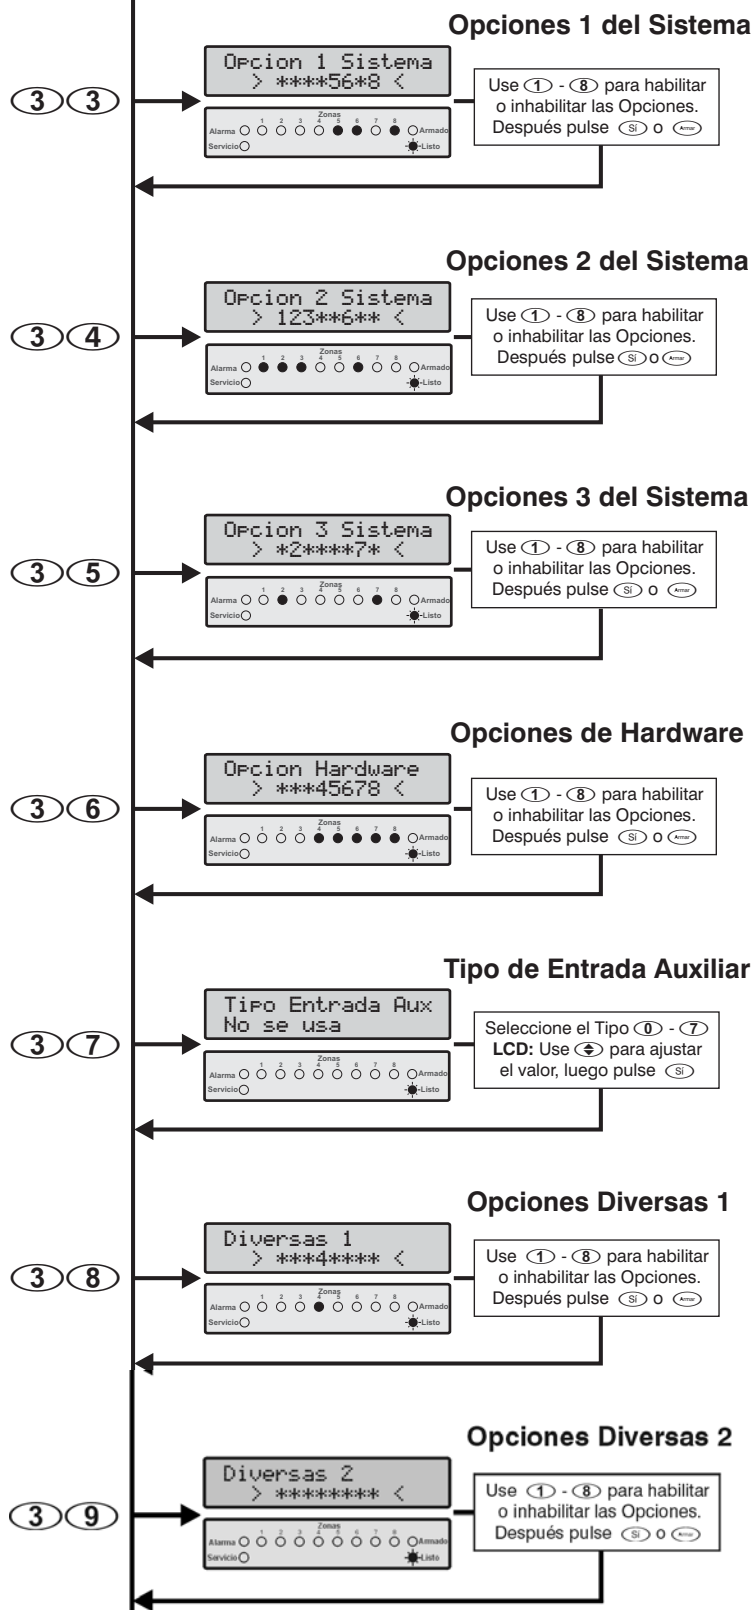 Opciones 1 del Sistema
3 3
Opcion 1 Sistema
> ****56*8 <
Zonas
1 2 3 4 5 6 7 8
Alarma Armado
Servicio Listo
Use 1 - 8 para habilitar
o inhabilitar las Opciones.
Después pulse Sí o Armar
Opciones 2 del Sistema
3 4
Opcion 2 Sistema
> 123**6** <
Zonas
1 2 3 4 5 6 7 8
Alarma Armado
Servicio Listo
Use 1 - 8 para habilitar
o inhabilitar las Opciones.
Después pulse Sí o Armar
Opciones 3 del Sistema
3 5
Opcion 3 Sistema
> *2****7* <
Zonas
1 2 3 4 5 6 7 8
Alarma Armado
Servicio Listo
Use 1 - 8 para habilitar
o inhabilitar las Opciones.
Después pulse Sí o Armar
Opciones de Hardware
3 6
Opcion Hardware
> ***45678 <
Zonas
1 2 3 4 5 6 7 8
Alarma Armado
Servicio Listo
Use 1 - 8 para habilitar
o inhabilitar las Opciones.
Después pulse Sí o Armar
Tipo de Entrada Auxiliar
3 7
Tipo Entrada Aux
No se usa
Zonas
1 2 3 4 5 6 7 8
Alarma Armado
Servicio Listo
Seleccione el Tipo 0 - 7
LCD: Use para ajustar
el valor, luego pulse Sí
Opciones Diversas 1
3 8
Diversas 1
> ***4**** <
Zonas
1 2 3 4 5 6 7 8
Alarma Armado
Servicio Listo
Use 1 - 8 para habilitar
o inhabilitar las Opciones.
Después pulse Sí o Armar
Opciones Diversas 2
3 9
Diversas 2
> ******** <
Zonas
1 2 3 4 5 6 7 8
Alarma Armado
Servicio Listo
Use 1 - 8 para habilitar
o inhabilitar las Opciones.
Después pulse Sí o Armar